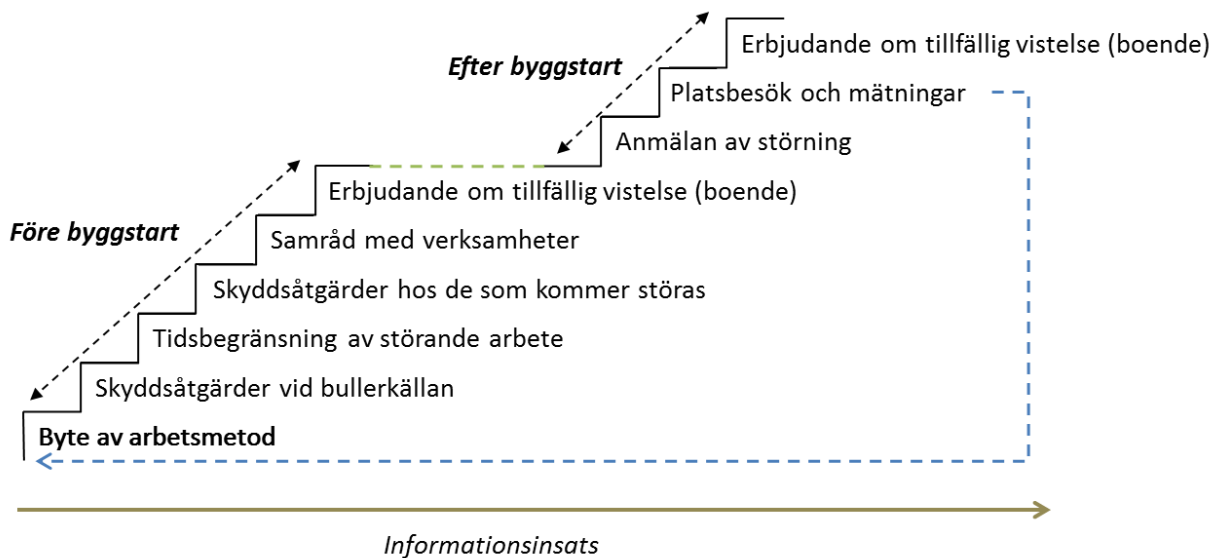 Erbjudande om tillfällig vistelse (boende)
Efter byggstart
Platsbesök och mätningar
Anmälan av störning
Erbjudande om tillfällig vistelse (boende)
Före byggstart
Samråd med verksamheter
Skyddsåtgärder hos de som kommer störas
Tidsbegränsning av störande arbete
Skyddsåtgärder vid bullerkällan
Byte av arbetsmetod
Informationsinsats